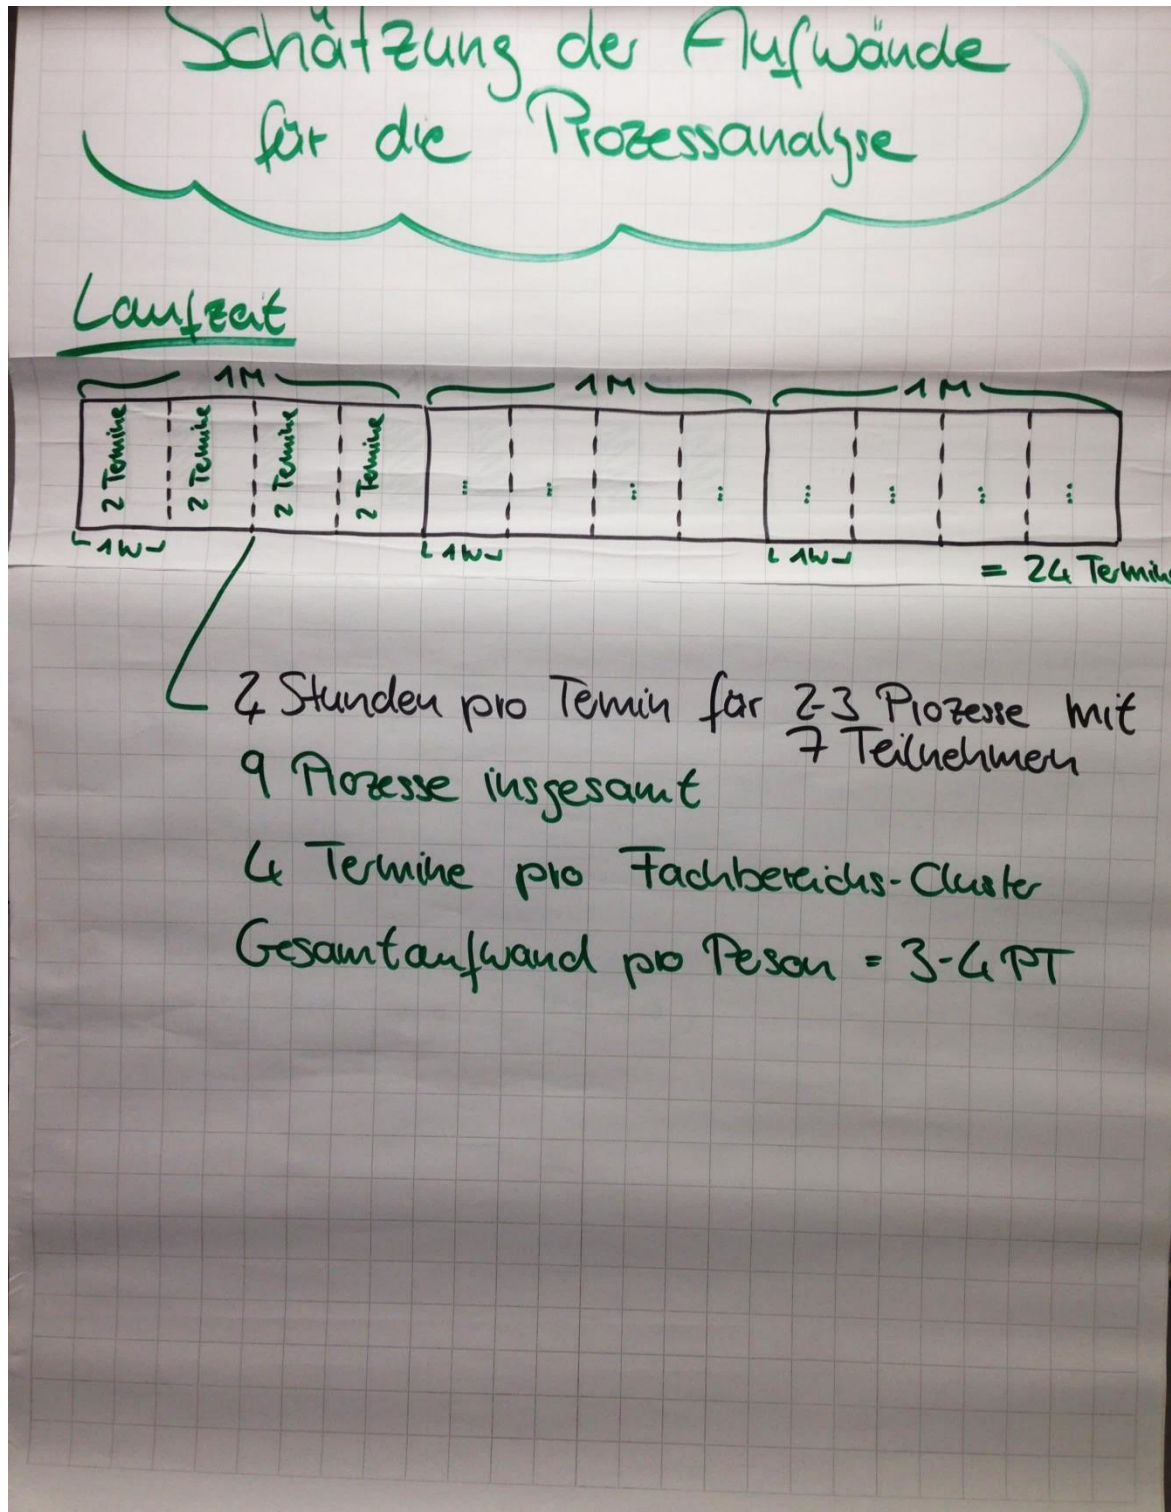 Schätzung der Aufwände
für die Prozessanalyse
Laufzeit
1M 1M 1M
2 Termine 2 Termine 2 Termine 2 Termine ... ... ... ... ... ... ... ...
1W 1W 1W
= 24 Termine
Stunden pro Termin für 2-3 Prozesse mit
7 Teilnehmern
9 Prozesse insgesamt
4 Termine pro Fachbereichs-Cluster
Gesamtaufwand pro Person = 3-4 PT